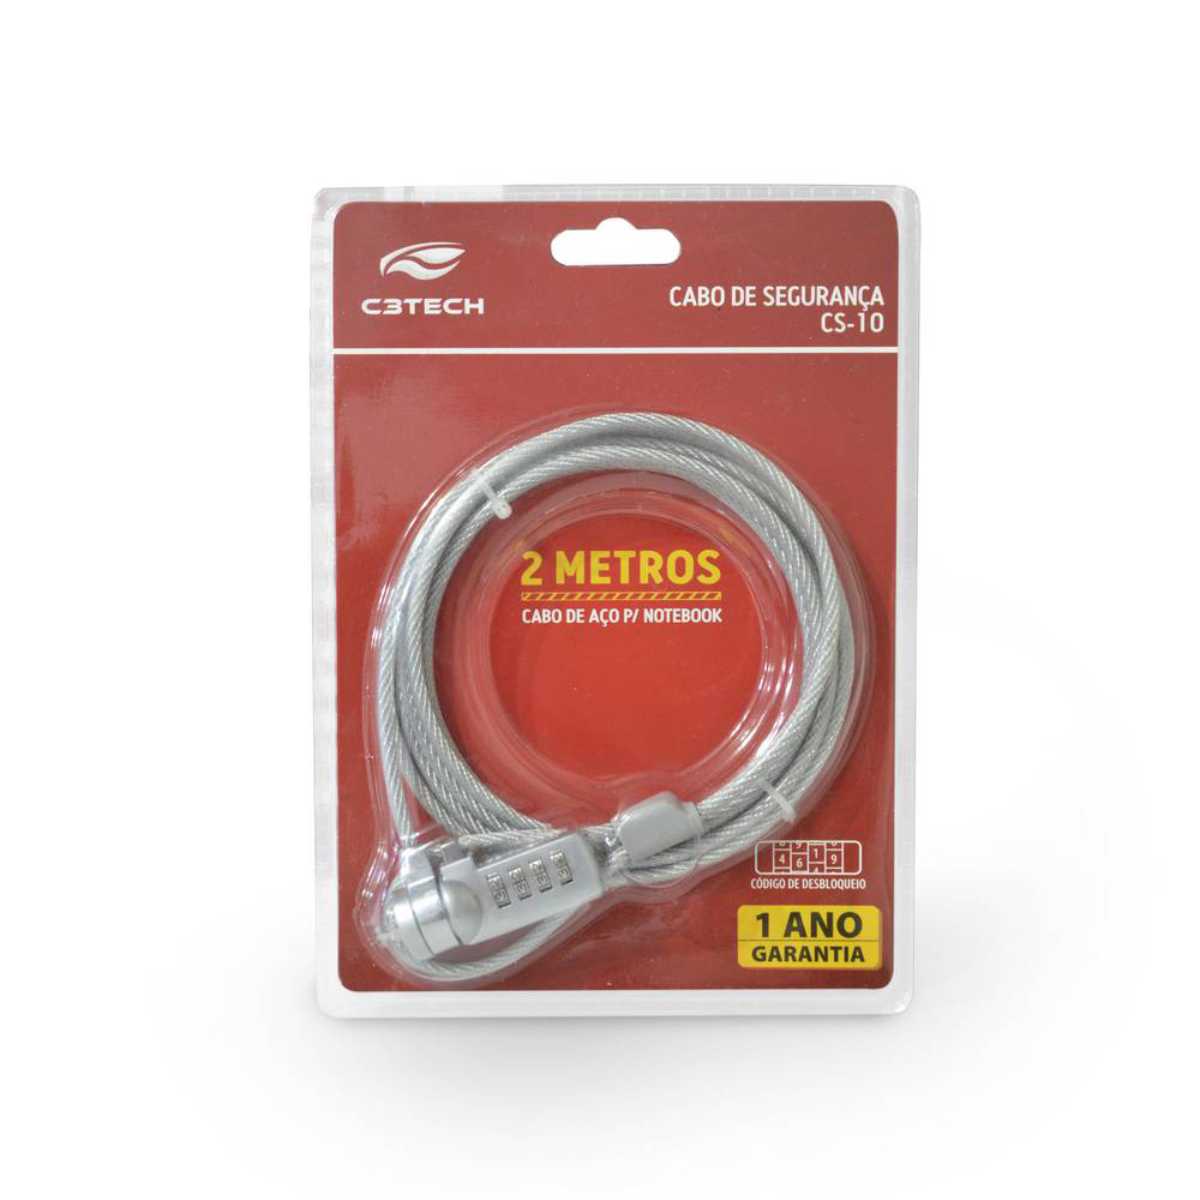 C3TECH
CABO DE SEGURANÇA
CS-10
2 METROS
CABO DE AÇO P/ NOTEBOOK
4 6 1 9
CÓDIGO DE DESBLOQUEIO
1 ANO
GARANTIA